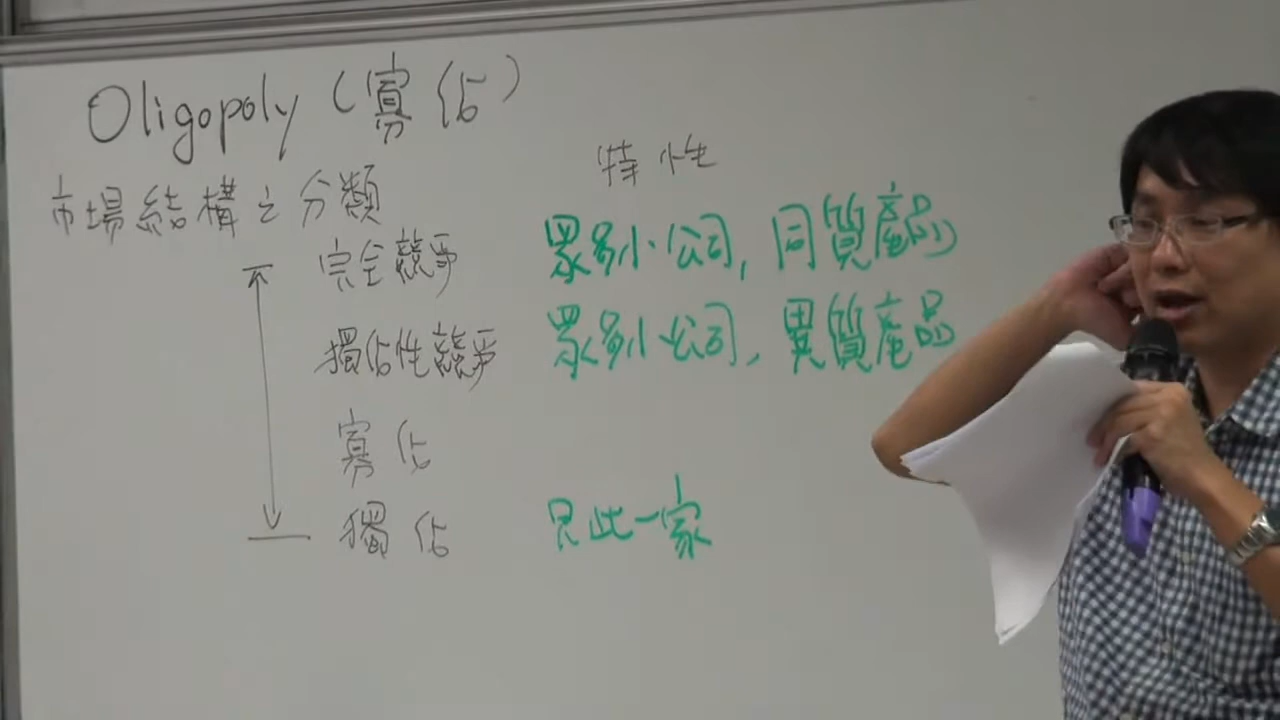 Oligopoly (寡佔)
市場結構之分類
特性
完全競爭 眾多小公司, 同質產品
獨佔性競爭 眾多小公司, 異質產品
寡佔
獨佔 只此一家